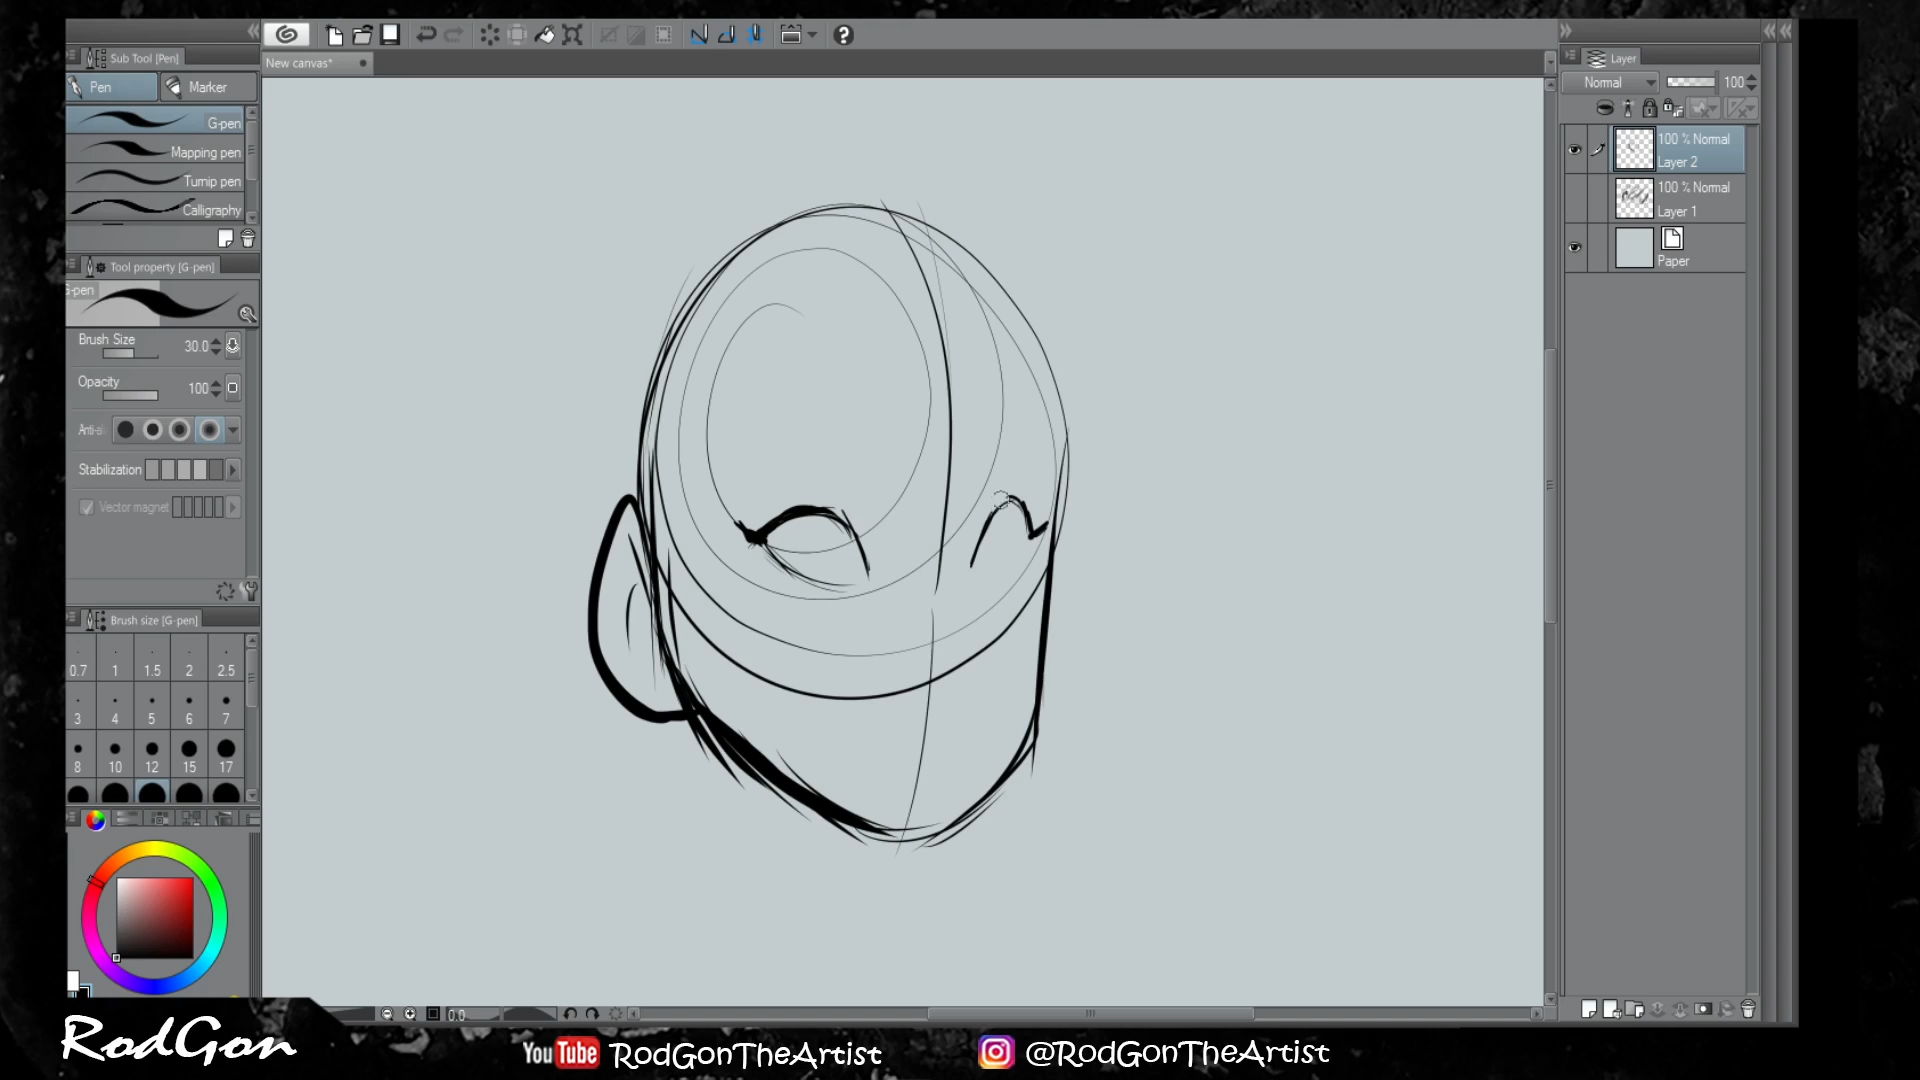 Sub Tool [Pen]
Pen
Marker
G-pen
Mapping pen
Turnip pen
Calligraphy
Tool property [G-pen]
G-pen
Brush Size
30.0
Opacity
100
Stabilization
Vector magnet
Brush size [G-pen]
0.7 1 1.5 2 2.5
3 4 5 6 7
8 10 12 15 17
New canvas*
0.0
Layer
Normal
100
100 % Normal
Layer 2
100 % Normal
Layer 1
Paper
RodGon
YouTube RodGonTheArtist
@RodGonTheArtist